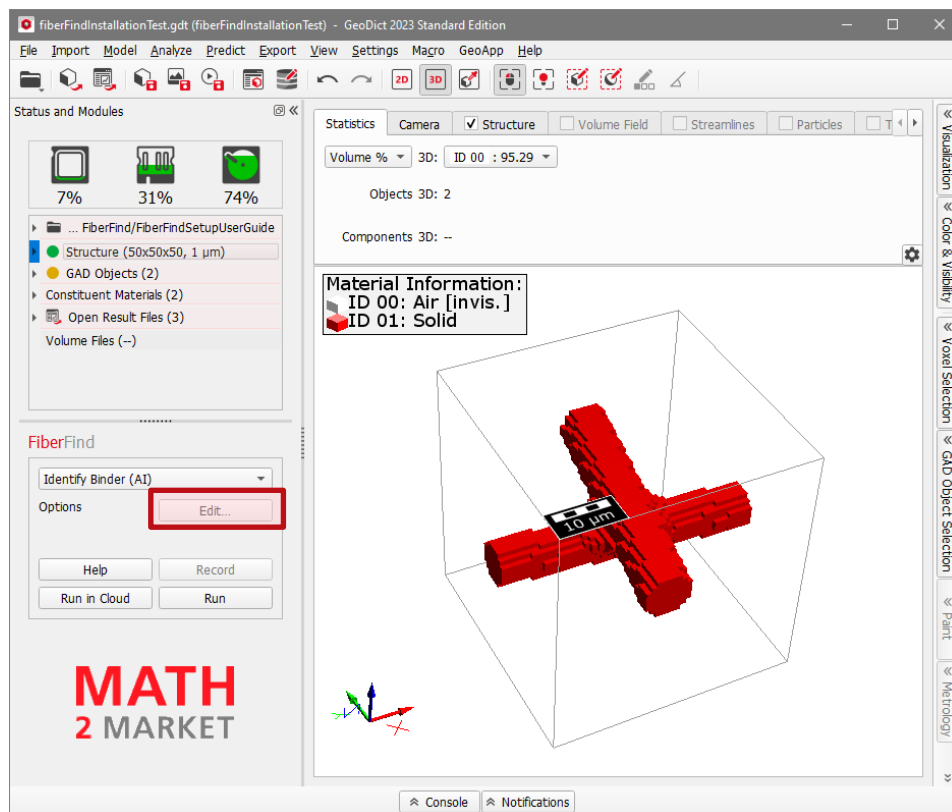 fiberFindInstallationTest.gdt (fiberFindInstallationTest) - GeoDict 2023 Standard Edition
File Import Model Analyze Predict Export View Settings Macro GeoApp Help
2D 3D
Status and Modules
7% 31% 74%
... FiberFind/FiberFindSetupUserGuide
Structure (50x50x50, 1 µm)
GAD Objects (2)
Constituent Materials (2)
Open Result Files (3)
Volume Files (--)
FiberFind
Identify Binder (AI)
Options Edit...
Help Record
Run in Cloud Run
MATH
2 MARKET
Statistics Camera Structure Volume Field Streamlines Particles T
Volume % 3D: ID 00 : 95.29
Objects 3D: 2
Components 3D: --
Material Information:
ID 00: Air [invis.]
ID 01: Solid
10 µm
Z
Y
X
Visualization
Color & Visibility
Voxel Selection
GAD Object Selection
Paint
Metrology
Console Notifications